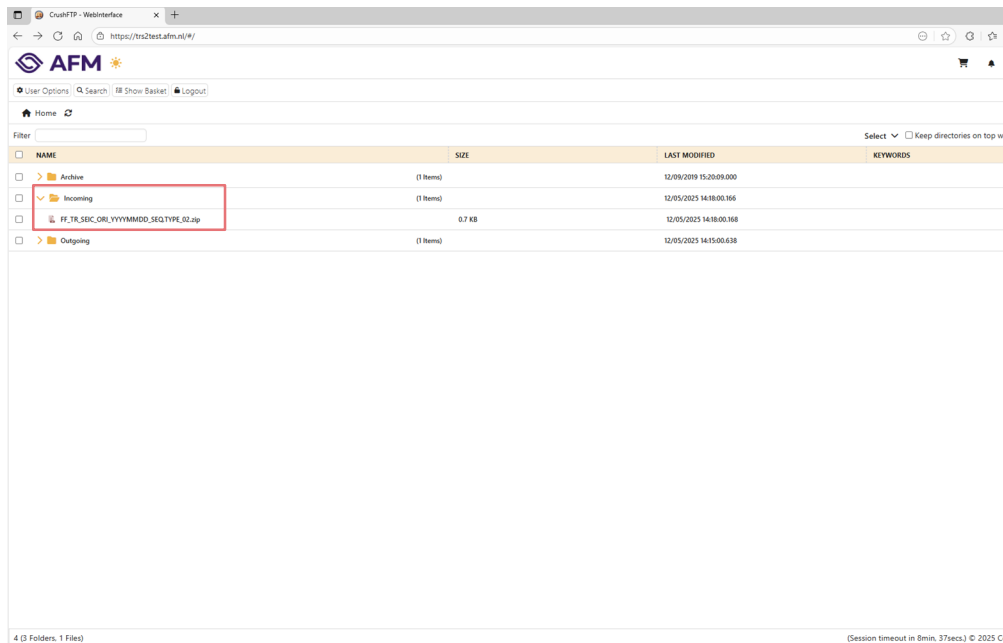 CrushFTP - WebInterface
https://trs2test.afm.nl/#/
AFM
User Options Search Show Basket Logout
Home
Filter Select Keep directories on top w
NAME SIZE LAST MODIFIED KEYWORDS
Archive (1 Items) 12/09/2019 15:20:09.000
Incoming (1 Items) 12/05/2025 14:18:00.166
FF_TR_SEIC_ORI_YYYYMMDD_SEQ.TYPE_02.zip 0.7 KB 12/05/2025 14:18:00.168
Outgoing (1 Items) 12/05/2025 14:15:00.638
4 (3 Folders, 1 Files) (Session timeout in 8min, 37secs.) © 2025 C